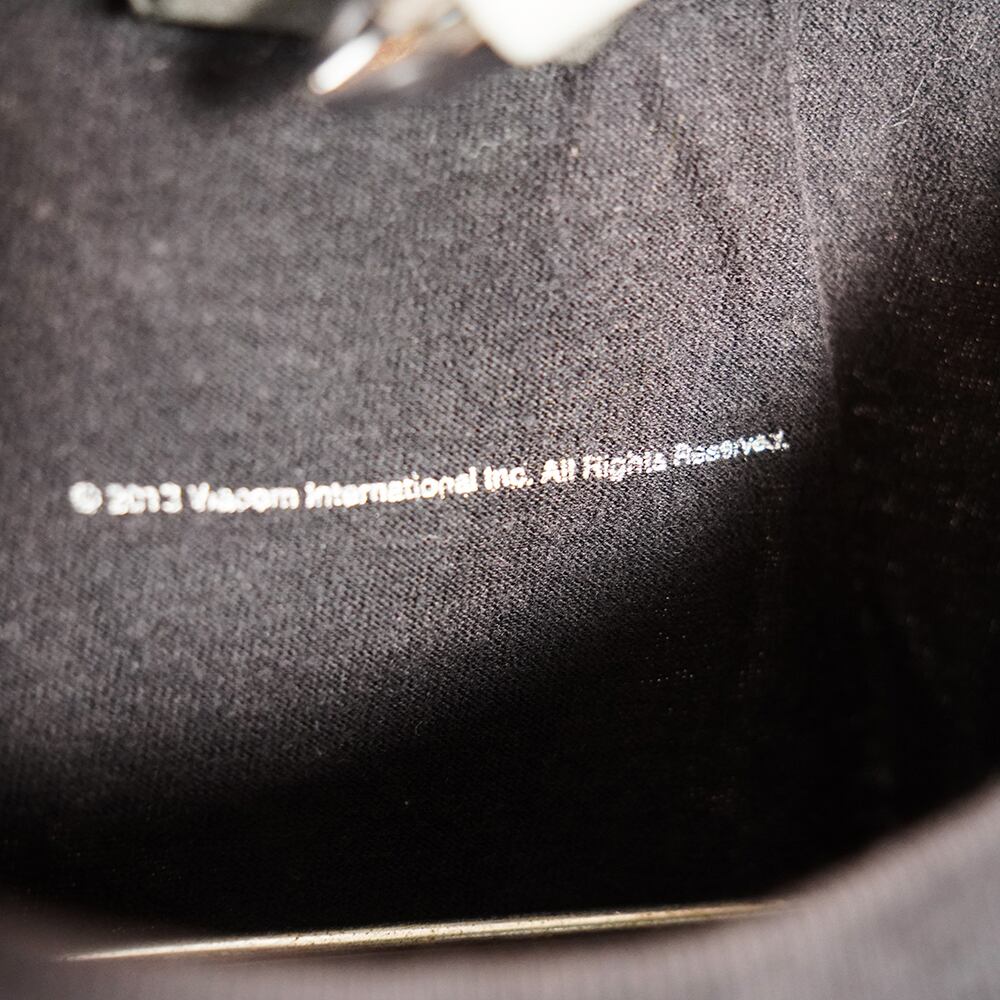 © 2013 Viacom International Inc. All Rights Reserved.